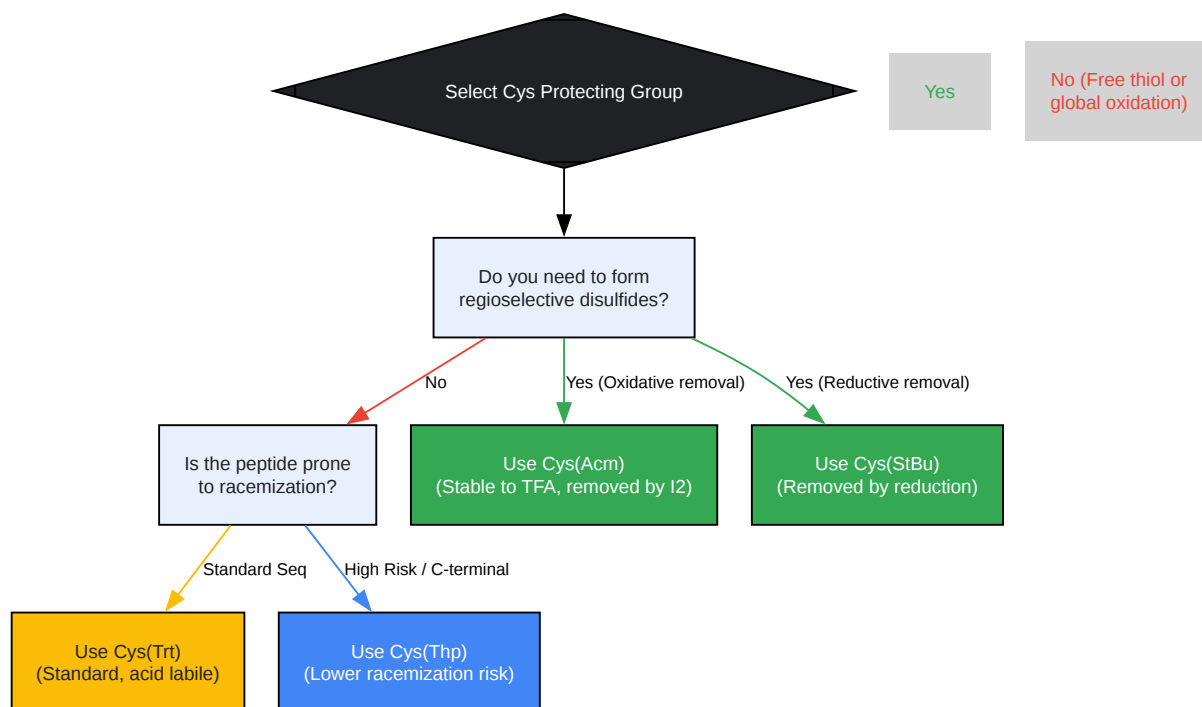 Select Cys Protecting Group
Yes
No (Free thiol or
global oxidation)
Do you need to form
regioselective disulfides?
No
Yes (Oxidative removal)
Yes (Reductive removal)
Is the peptide prone
to racemization?
Use Cys(Acm)
(Stable to TFA, removed by I2)
Use Cys(StBu)
(Removed by reduction)
Standard Seq
High Risk / C-terminal
Use Cys(Trt)
(Standard, acid labile)
Use Cys(Thp)
(Lower racemization risk)